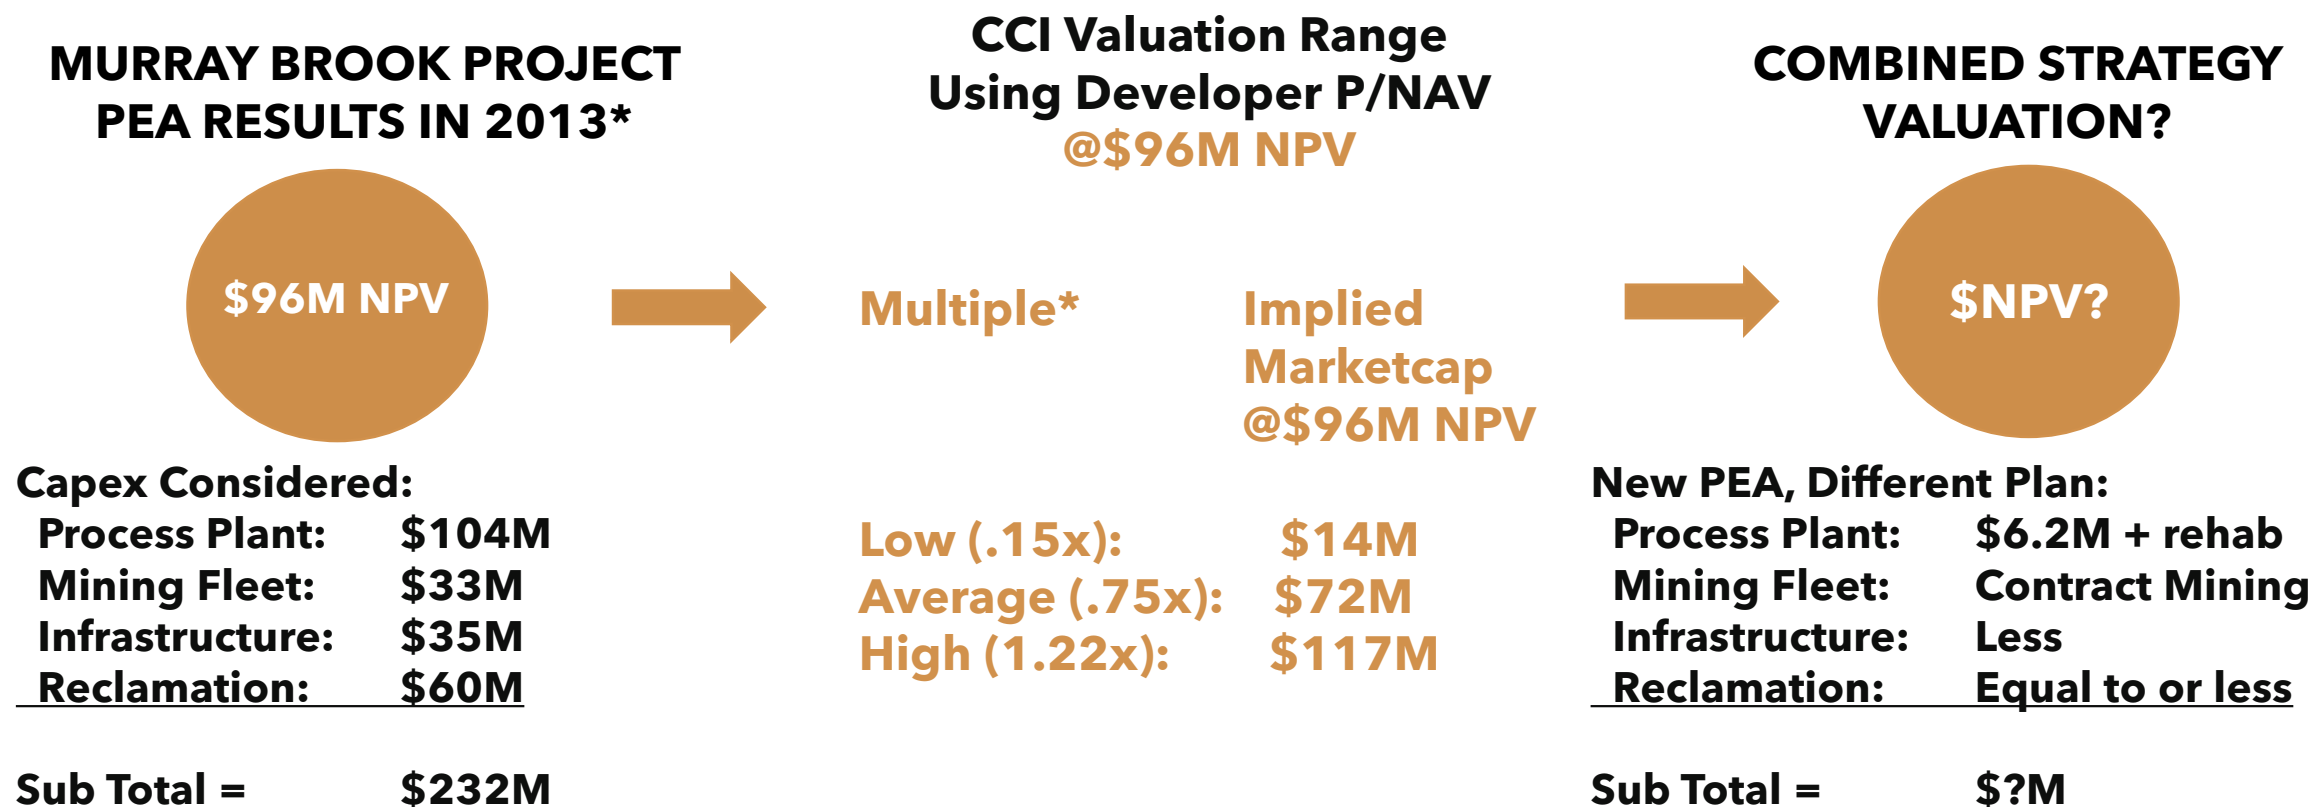 MURRAY BROOK PROJECT
PEA RESULTS IN 2013*
$96M NPV
Capex Considered:
Process Plant: $104M
Mining Fleet: $33M
Infrastructure: $35M
Reclamation: $60M
Sub Total = $232M
CCI Valuation Range
Using Developer P/NAV
@$96M NPV
Multiple* Implied
Marketcap
@$96M NPV
Low (.15x): $14M
Average (.75x): $72M
High (1.22x): $117M
COMBINED STRATEGY
VALUATION?
$NPV?
New PEA, Different Plan:
Process Plant: $6.2M + rehab
Mining Fleet: Contract Mining
Infrastructure: Less
Reclamation: Equal to or less
Sub Total = $?M